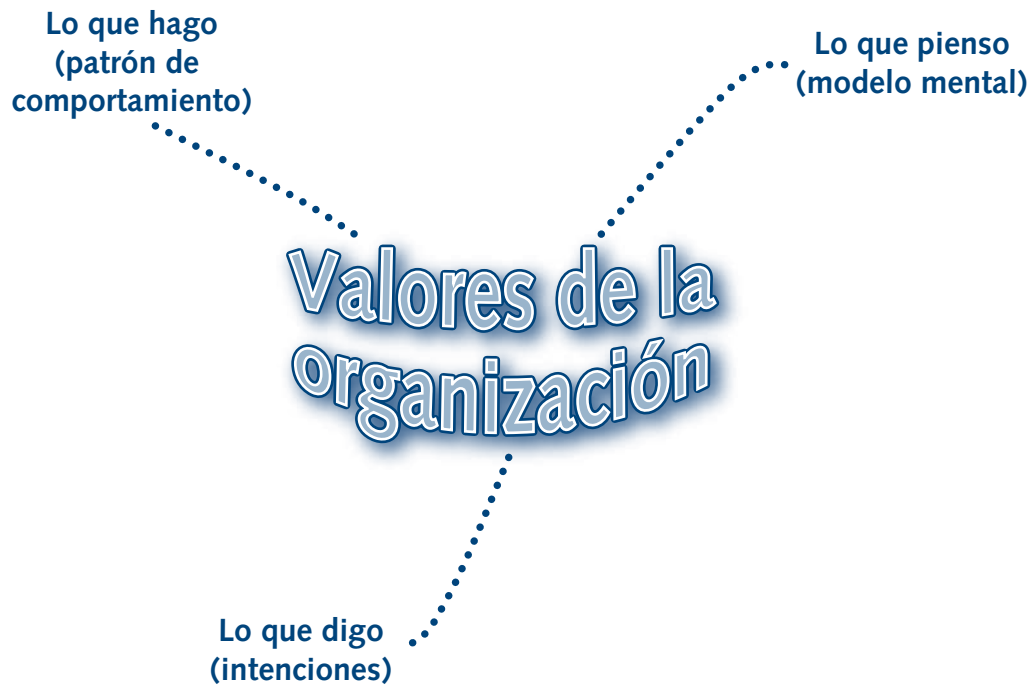 Lo que hago
(patrón de
comportamiento)
Lo que pienso
(modelo mental)
Valores de la
organización
Lo que digo
(intenciones)